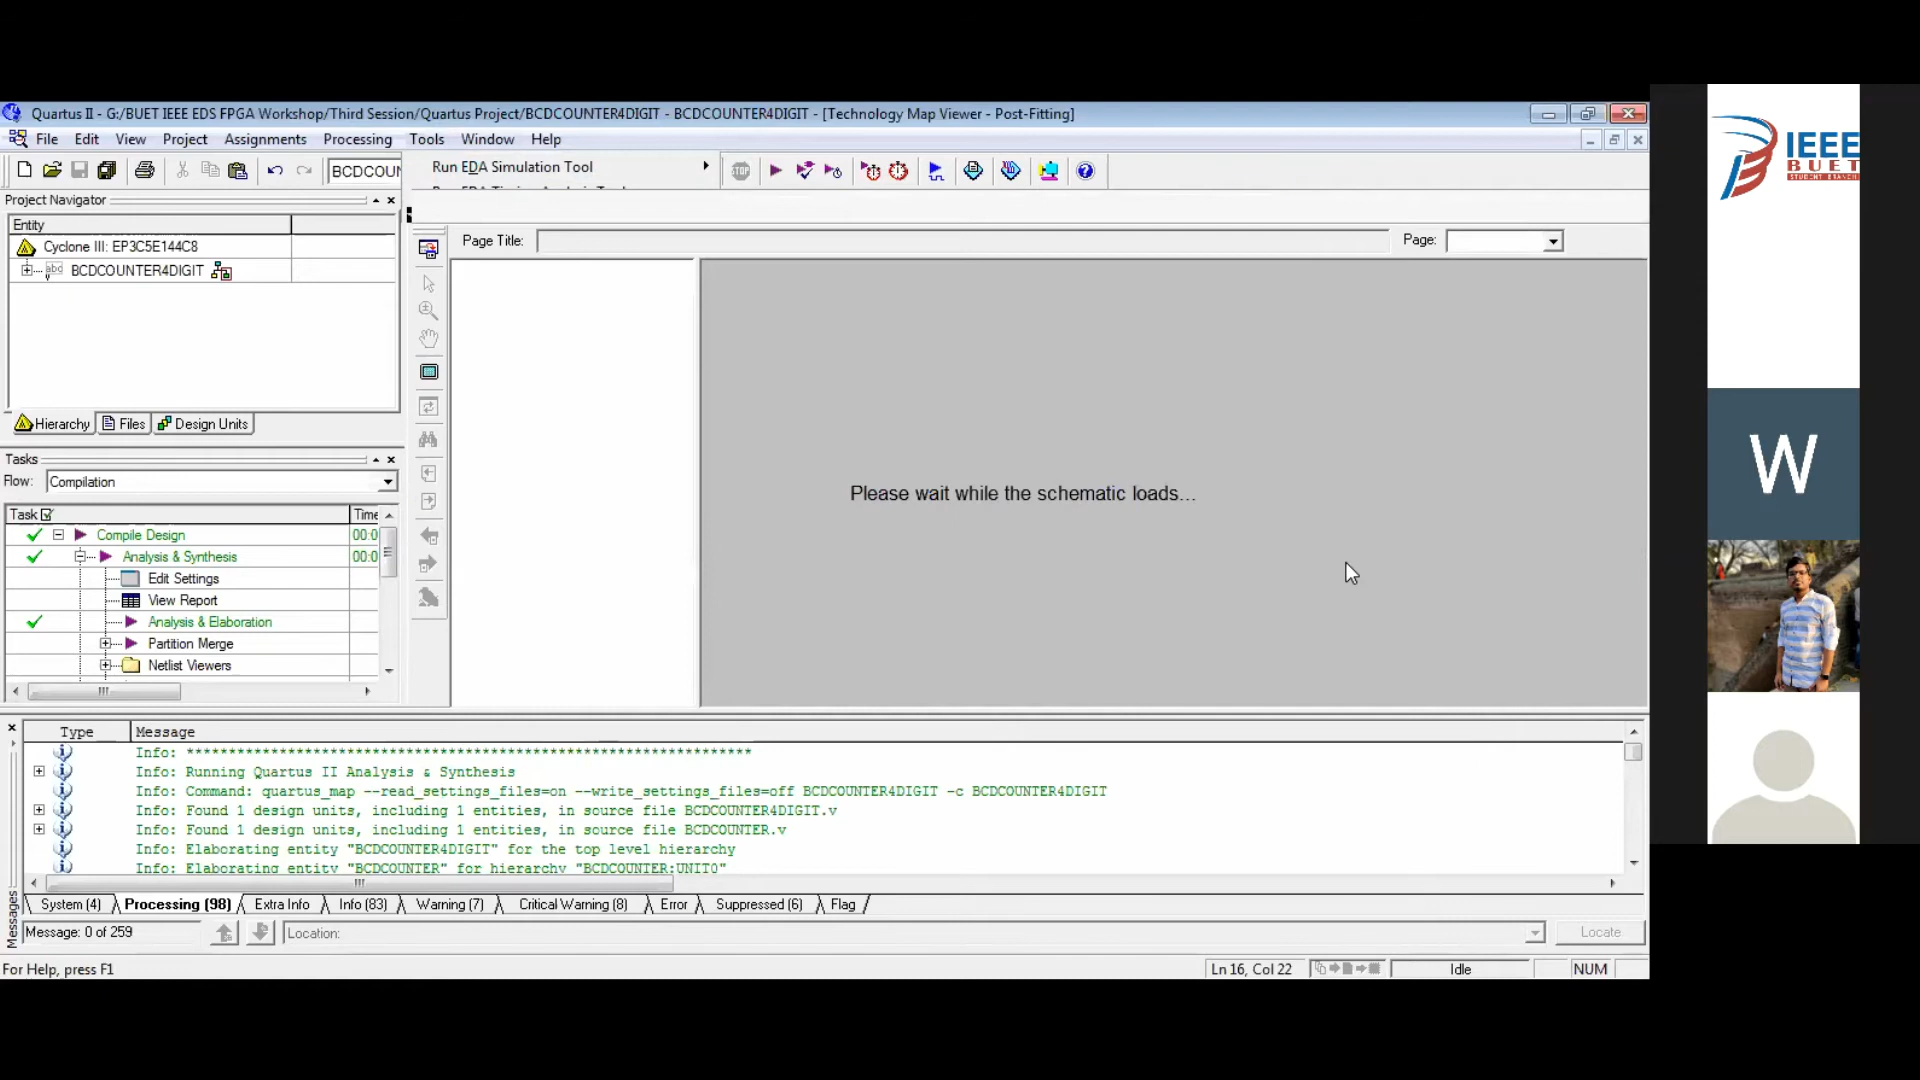 Quartus II - G:/BUET IEEE EDS FPGA Workshop/Third Session/Quartus Project/BCDCOUNTER4DIGIT - BCDCOUNTER4DIGIT - [Technology Map Viewer - Post-Fitting]
File Edit View Project Assignments Processing Tools Window Help
BCDCOUN
Run EDA Simulation Tool
STOP
Project Navigator
Entity
Cyclone III: EP3C5E144C8
abc BCDCOUNTER4DIGIT
Hierarchy Files Design Units
Page Title:
Page:
Please wait while the schematic loads...
Tasks
Flow: Compilation
Task Time
Compile Design 00:0
Analysis & Synthesis 00:0
Edit Settings
View Report
Analysis & Elaboration
Partition Merge
Netlist Viewers
Type Message
Info: *******************************************************************
Info: Running Quartus II Analysis & Synthesis
Info: Command: quartus_map --read_settings_files=on --write_settings_files=off BCDCOUNTER4DIGIT -c BCDCOUNTER4DIGIT
Info: Found 1 design units, including 1 entities, in source file BCDCOUNTER4DIGIT.v
Info: Found 1 design units, including 1 entities, in source file BCDCOUNTER.v
Info: Elaborating entity "BCDCOUNTER4DIGIT" for the top level hierarchy
Info: Elaborating entity "BCDCOUNTER" for hierarchy "BCDCOUNTER:UNIT0"
System (4) Processing (98) Extra Info Info (83) Warning (7) Critical Warning (8) Error Suppressed (6) Flag
Messages
Message: 0 of 259
Location:
Locate
For Help, press F1
Ln 16, Col 22
Idle
NUM
IEEE
BUET
STUDENT BRANCH
W